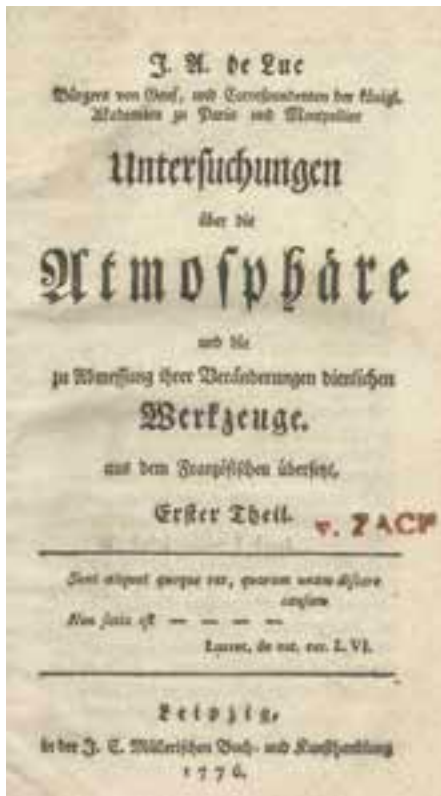 J. A. de Luc
Bürgers von Genf, und Correspondenten der königl.
Akademien zu Paris und Montpellier
Untersuchungen
über die
Atmosphäre
und die
zu Abmessung ihrer Veränderungen dienlichen
Werkzeuge.
aus dem Französischen übersetzt,
Erster Theil.
v. ZACH
Sunt aliquot quoque res, quarum unam dicere
causam
Non satis est — — — —
Lucret. de nat. rer. L. VI.
Leipzig,
in der J. C. Müllerischen Buch- und Kunsthandlung
1776.